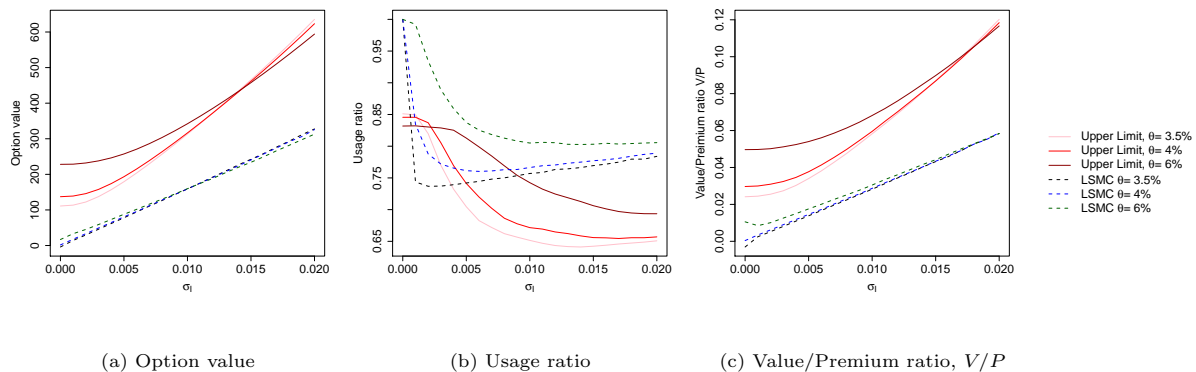 Option value
600
500
400
300
200
100
0
0.000 0.005 0.010 0.015 0.020
σI
Usage ratio
0.95
0.85
0.75
0.65
0.000 0.005 0.010 0.015 0.020
σI
Value/Preimium ratio V/P
0.12
0.10
0.08
0.06
0.04
0.02
0.00
0.000 0.005 0.010 0.015 0.020
σI
Upper Limit, θ= 3.5%
Upper Limit, θ= 4%
Upper Limit, θ= 6%
LSMC θ= 3.5%
LSMC θ= 4%
LSMC θ= 6%
(a) Option value
(b) Usage ratio
(c) Value/Premium ratio, V/P